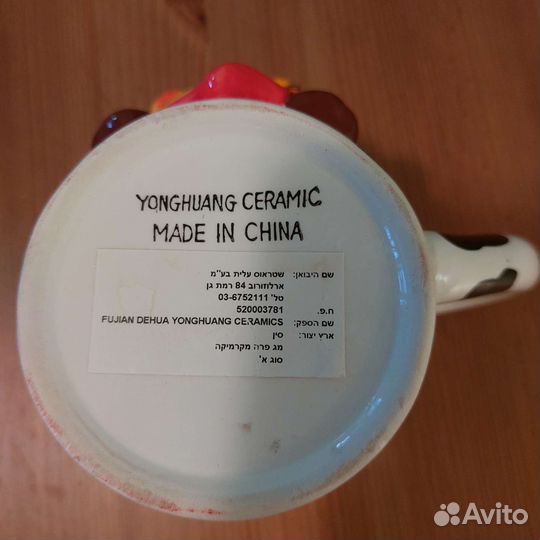 YONGHUANG CERAMIC
MADE IN CHINA
שם היבואן: שטראוס עלית בע"מ
ארלוזורוב 84 רמת גן
טל' 03-6752111
ח.פ. 520003781
שם הספק: FUJIAN DEHUA YONGHUANG CERAMICS
ארץ יצור: סין
מג פרה מקרמיקה
סוג א'
Avito